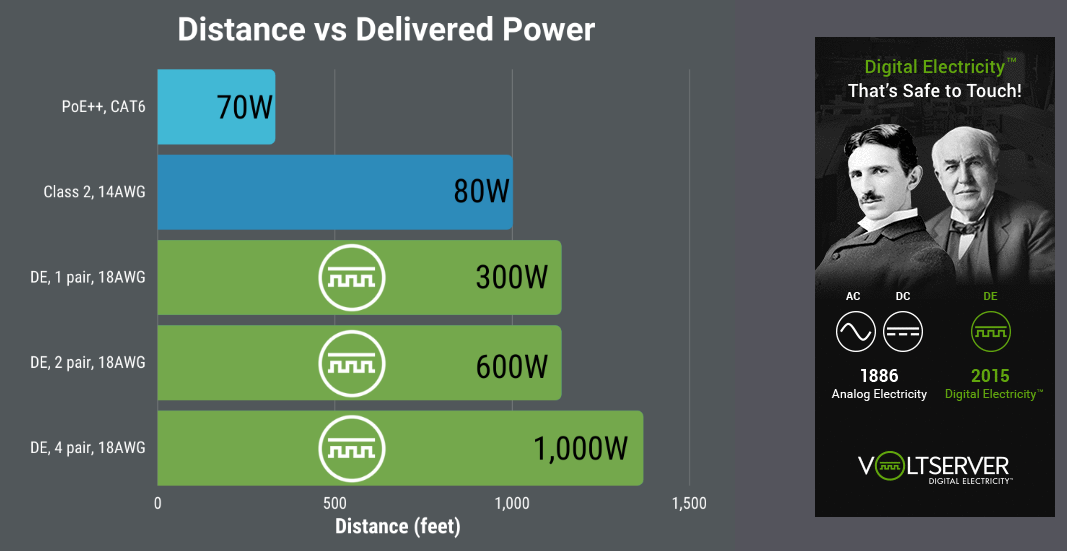 Distance vs Delivered Power
PoE++, CAT6
70W
Class 2, 14AWG
80W
DE, 1 pair, 18AWG
300W
DE, 2 pair, 18AWG
600W
DE, 4 pair, 18AWG
1,000W
0
500
1,000
1,500
Distance (feet)
Digital Electricity™
That's Safe to Touch!
AC
DC
DE
1886
Analog Electricity
2015
Digital Electricity™
VOLTSERVER
DIGITAL ELECTRICITY™